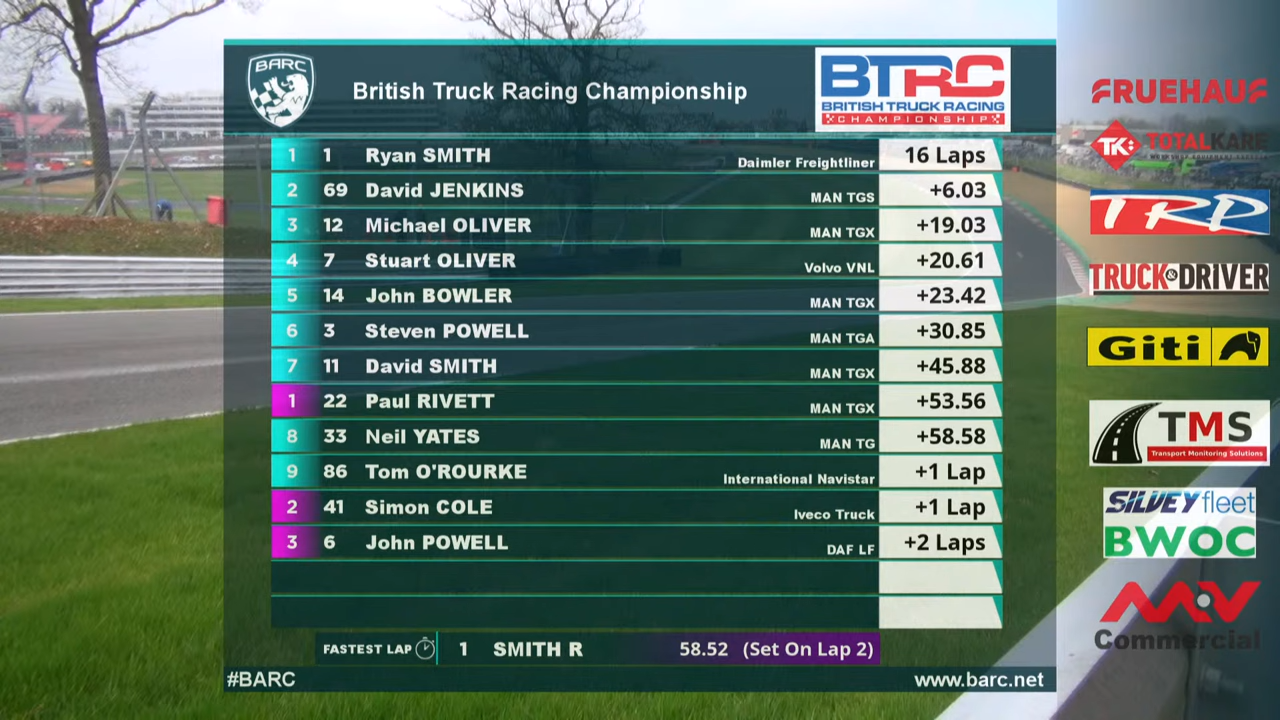 BARC
British Truck Racing Championship
BTRC
BRITISH TRUCK RACING
CHAMPIONSHIP
1 1 Ryan SMITH Daimler Freightliner 16 Laps
2 69 David JENKINS MAN TGS +6.03
3 12 Michael OLIVER MAN TGX +19.03
4 7 Stuart OLIVER Volvo VNL +20.61
5 14 John BOWLER MAN TGX +23.42
6 3 Steven POWELL MAN TGA +30.85
7 11 David SMITH MAN TGX +45.88
1 22 Paul RIVETT MAN TGX +53.56
8 33 Neil YATES MAN TG +58.58
9 86 Tom O'ROURKE International Navistar +1 Lap
2 41 Simon COLE Iveco Truck +1 Lap
3 6 John POWELL DAF LF +2 Laps
FASTEST LAP 1 SMITH R 58.52 (Set On Lap 2)
#BARC www.barc.net
FRUEHAUF
TK: TOTALKARE
TRP
TRUCK & DRIVER
Giti
TMS
Transport Monitoring Solutions
SILVEY fleet
BWOC
MV
Commercial